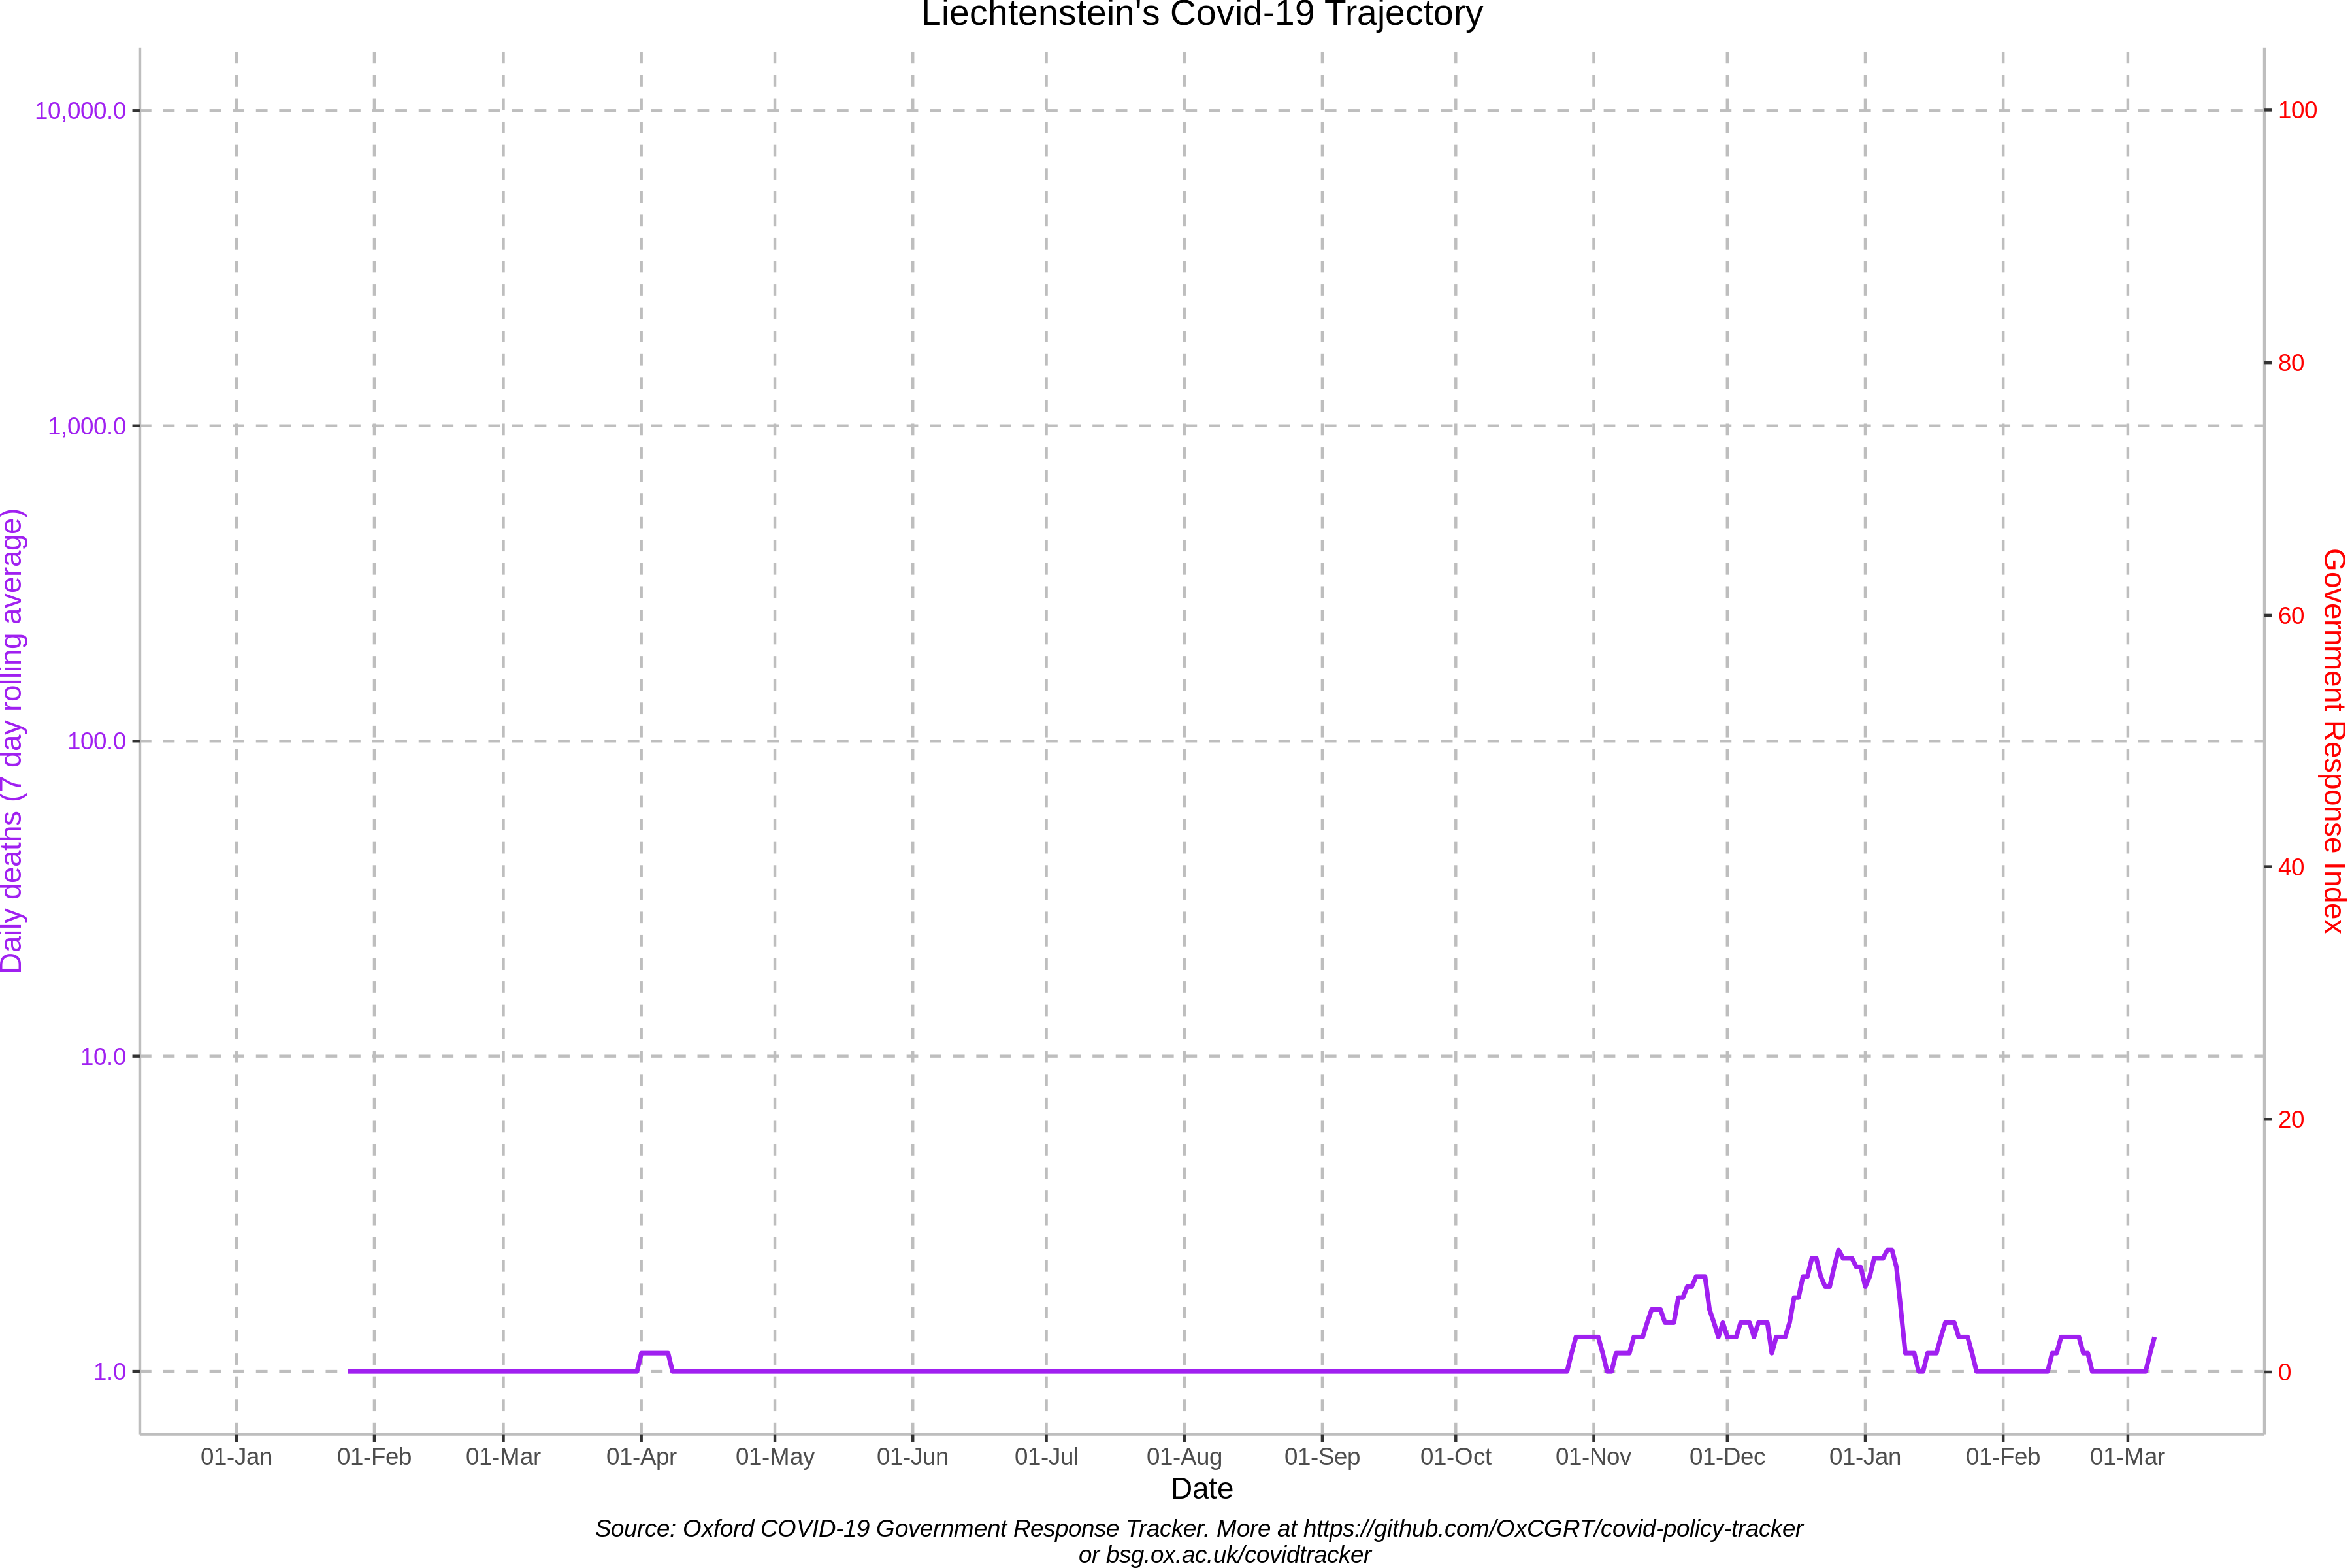 Liechtenstein's Covid-19 Trajectory
10,000.0
1,000.0
100.0
10.0
1.0
Daily deaths (7 day rolling average)
100
80
60
40
20
0
Government Response Index
01-Jan 01-Feb 01-Mar 01-Apr 01-May 01-Jun 01-Jul 01-Aug 01-Sep 01-Oct 01-Nov 01-Dec 01-Jan 01-Feb 01-Mar
Date
Source: Oxford COVID-19 Government Response Tracker. More at https://github.com/OxCGRT/covid-policy-tracker
or bsg.ox.ac.uk/covidtracker